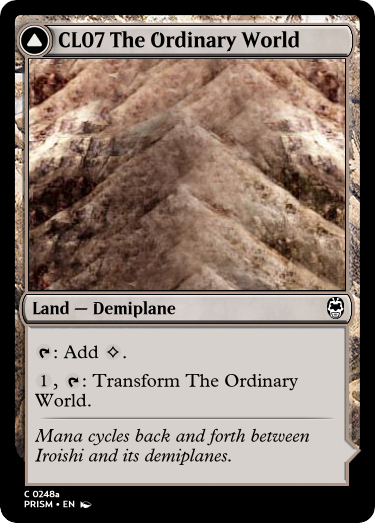 CL07 The Ordinary World
Land — Demiplane
: Add .
1 , : Transform The Ordinary
World.
Mana cycles back and forth between
Iroishi and its demiplanes.
C 0248a
PRISM • EN